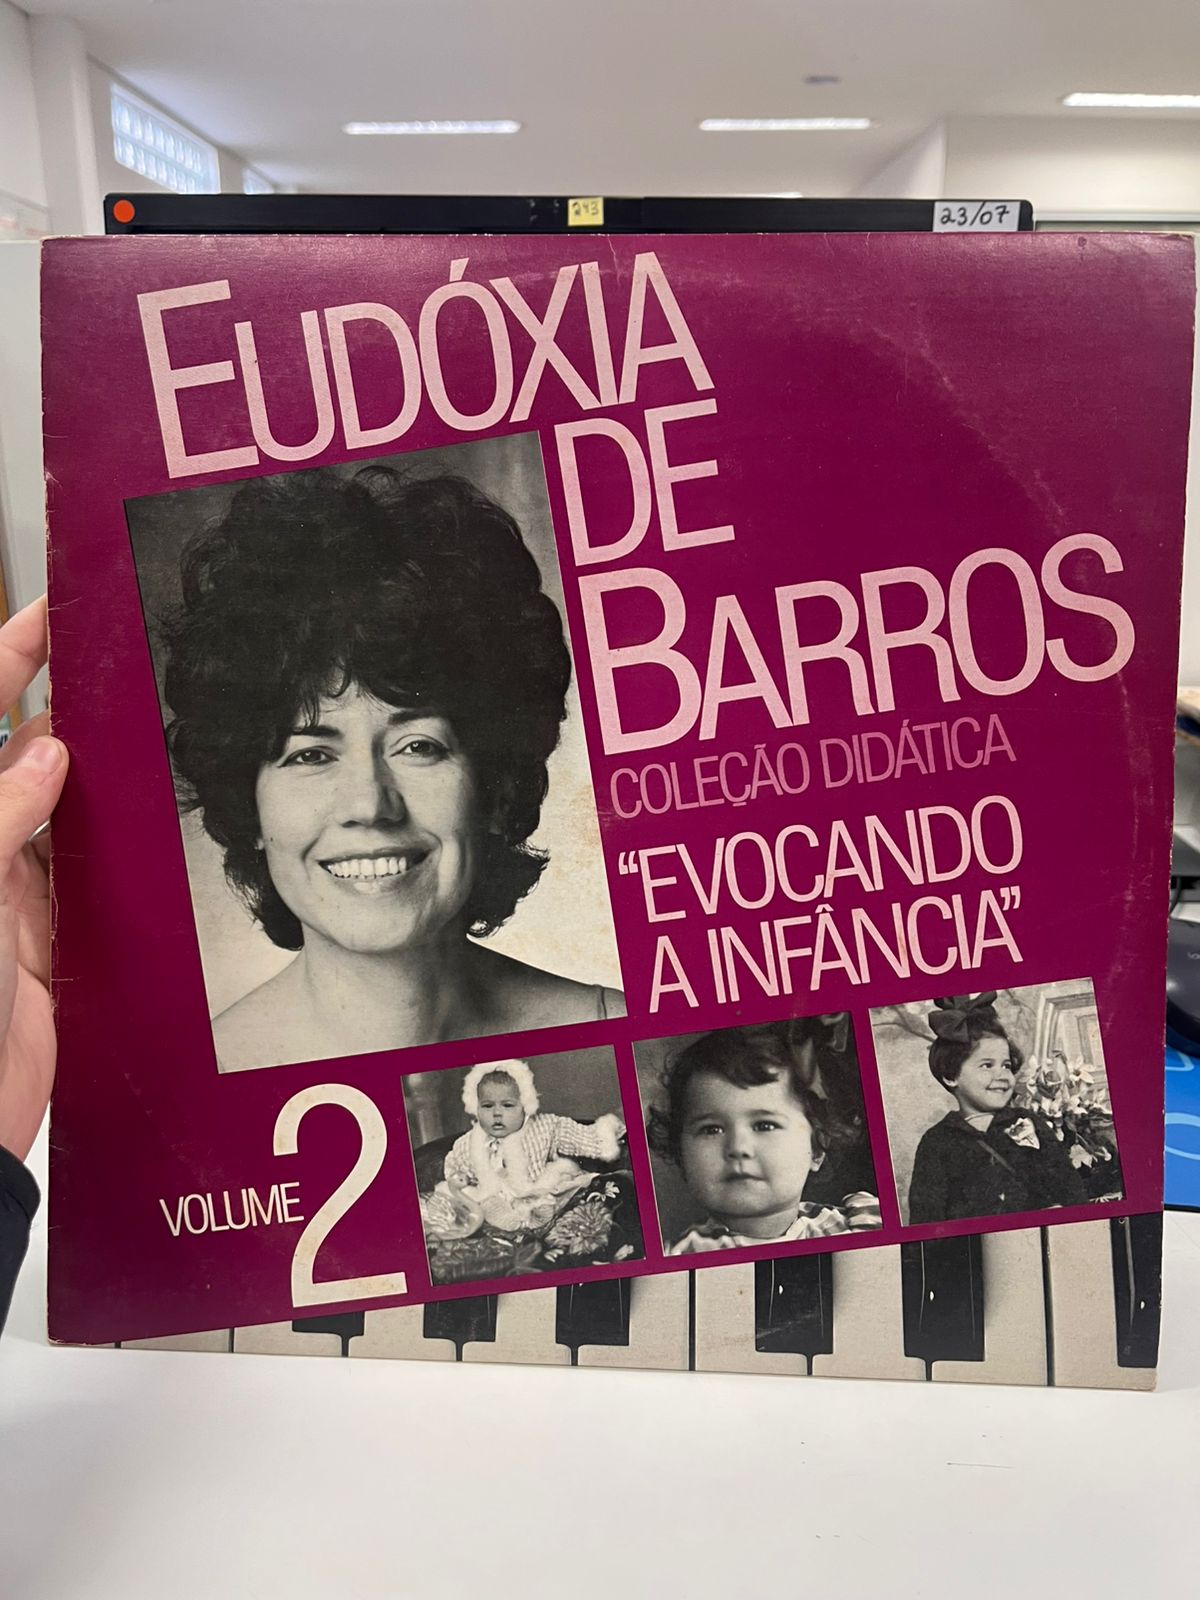 243
23/07
EUDÓXIA
DE
BARROS
COLEÇÃO DIDÁTICA
“EVOCANDO
A INFÂNCIA”
VOLUME 2